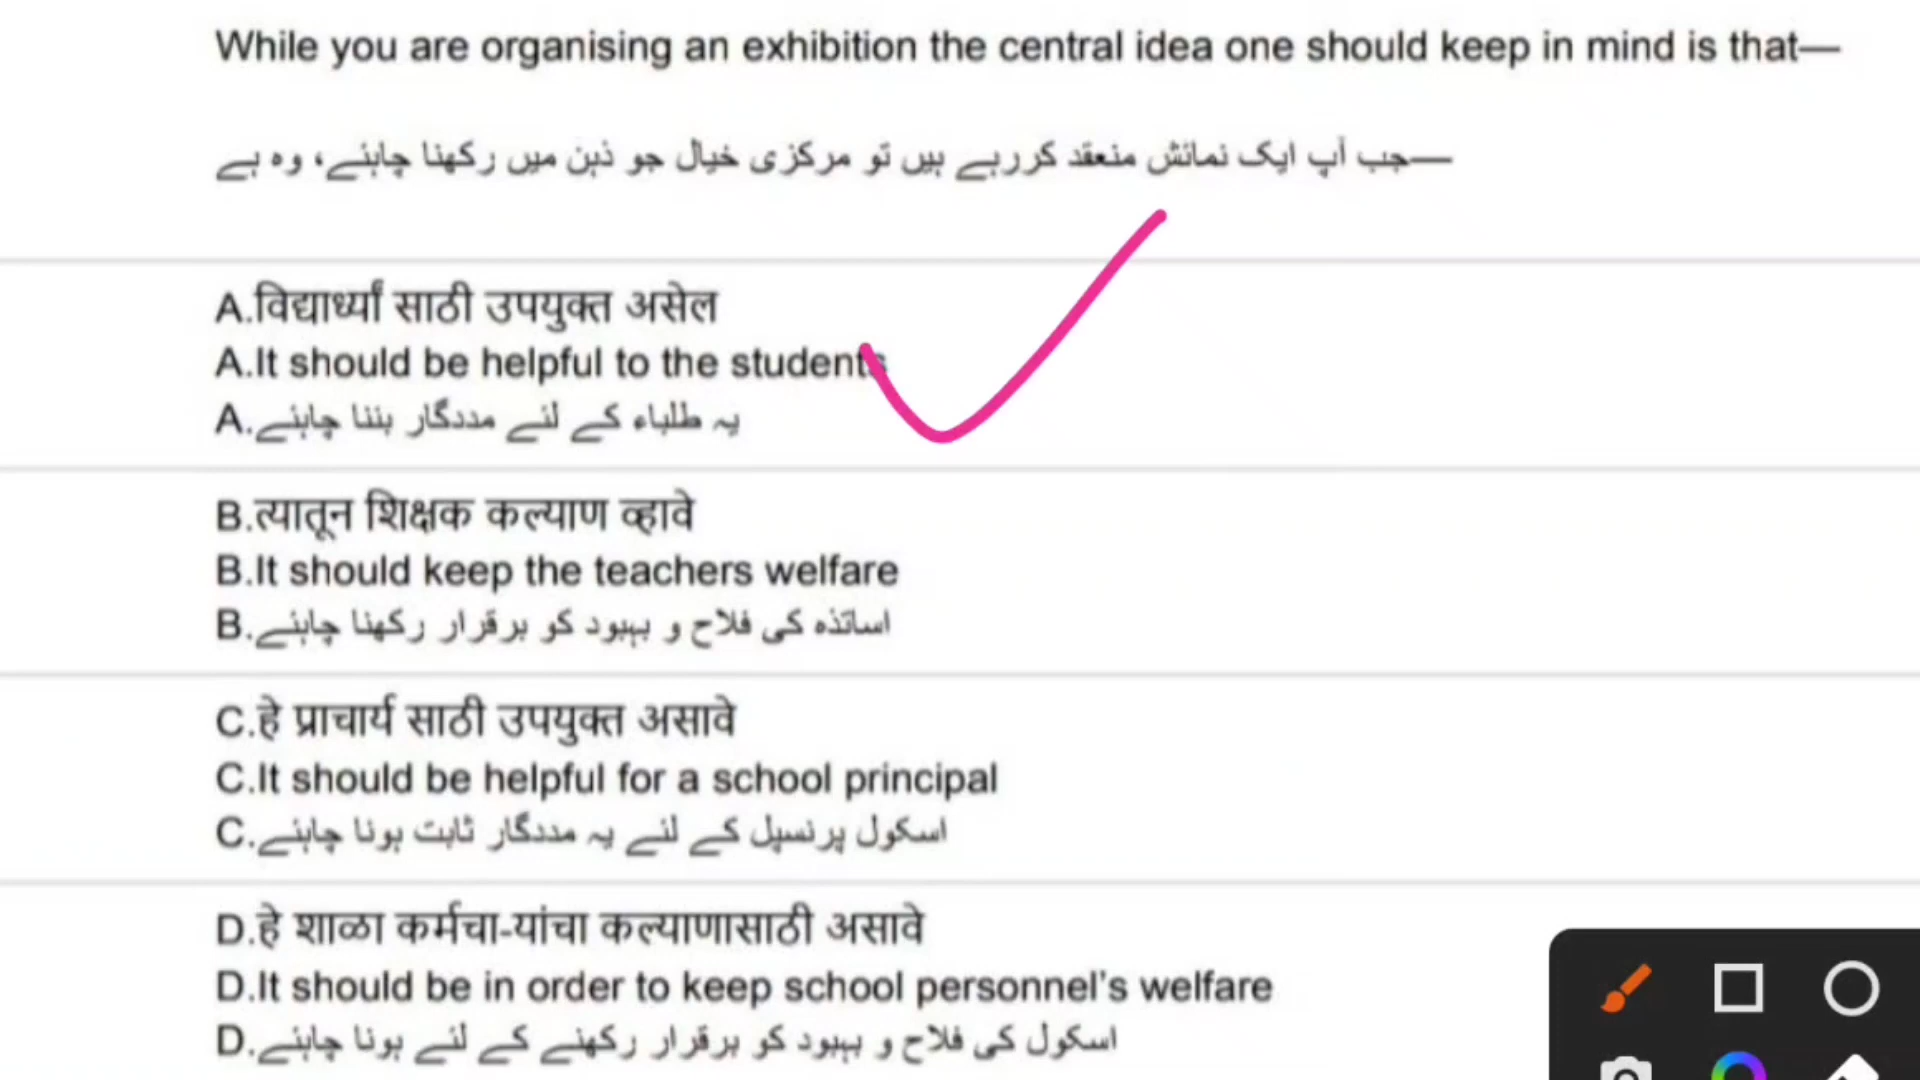 While you are organising an exhibition the central idea one should keep in mind is that—
—جب آپ ایک نمائش منعقد کررہے ہیں تو مرکزی خیال جو ذہن میں رکھنا چاہئے، وہ ہے
A.विद्यार्थ्यां साठी उपयुक्त असेल
A.It should be helpful to the students
A.یہ طلباء کے لئے مددگار بننا چاہئے
B.त्यातून शिक्षक कल्याण व्हावे
B.It should keep the teachers welfare
B.اساتذہ کی فلاح و بہبود کو برقرار رکھنا چاہئے
C.हे प्राचार्य साठी उपयुक्त असावे
C.It should be helpful for a school principal
C.اسکول پرنسپل کے لئے یہ مددگار ثابت ہونا چاہئے
D.हे शाळा कर्मचा-यांचा कल्याणासाठी असावे
D.It should be in order to keep school personnel's welfare
D.اسکول کی فلاح و بہبود کو برقرار رکھنے کے لئے ہونا چاہئے